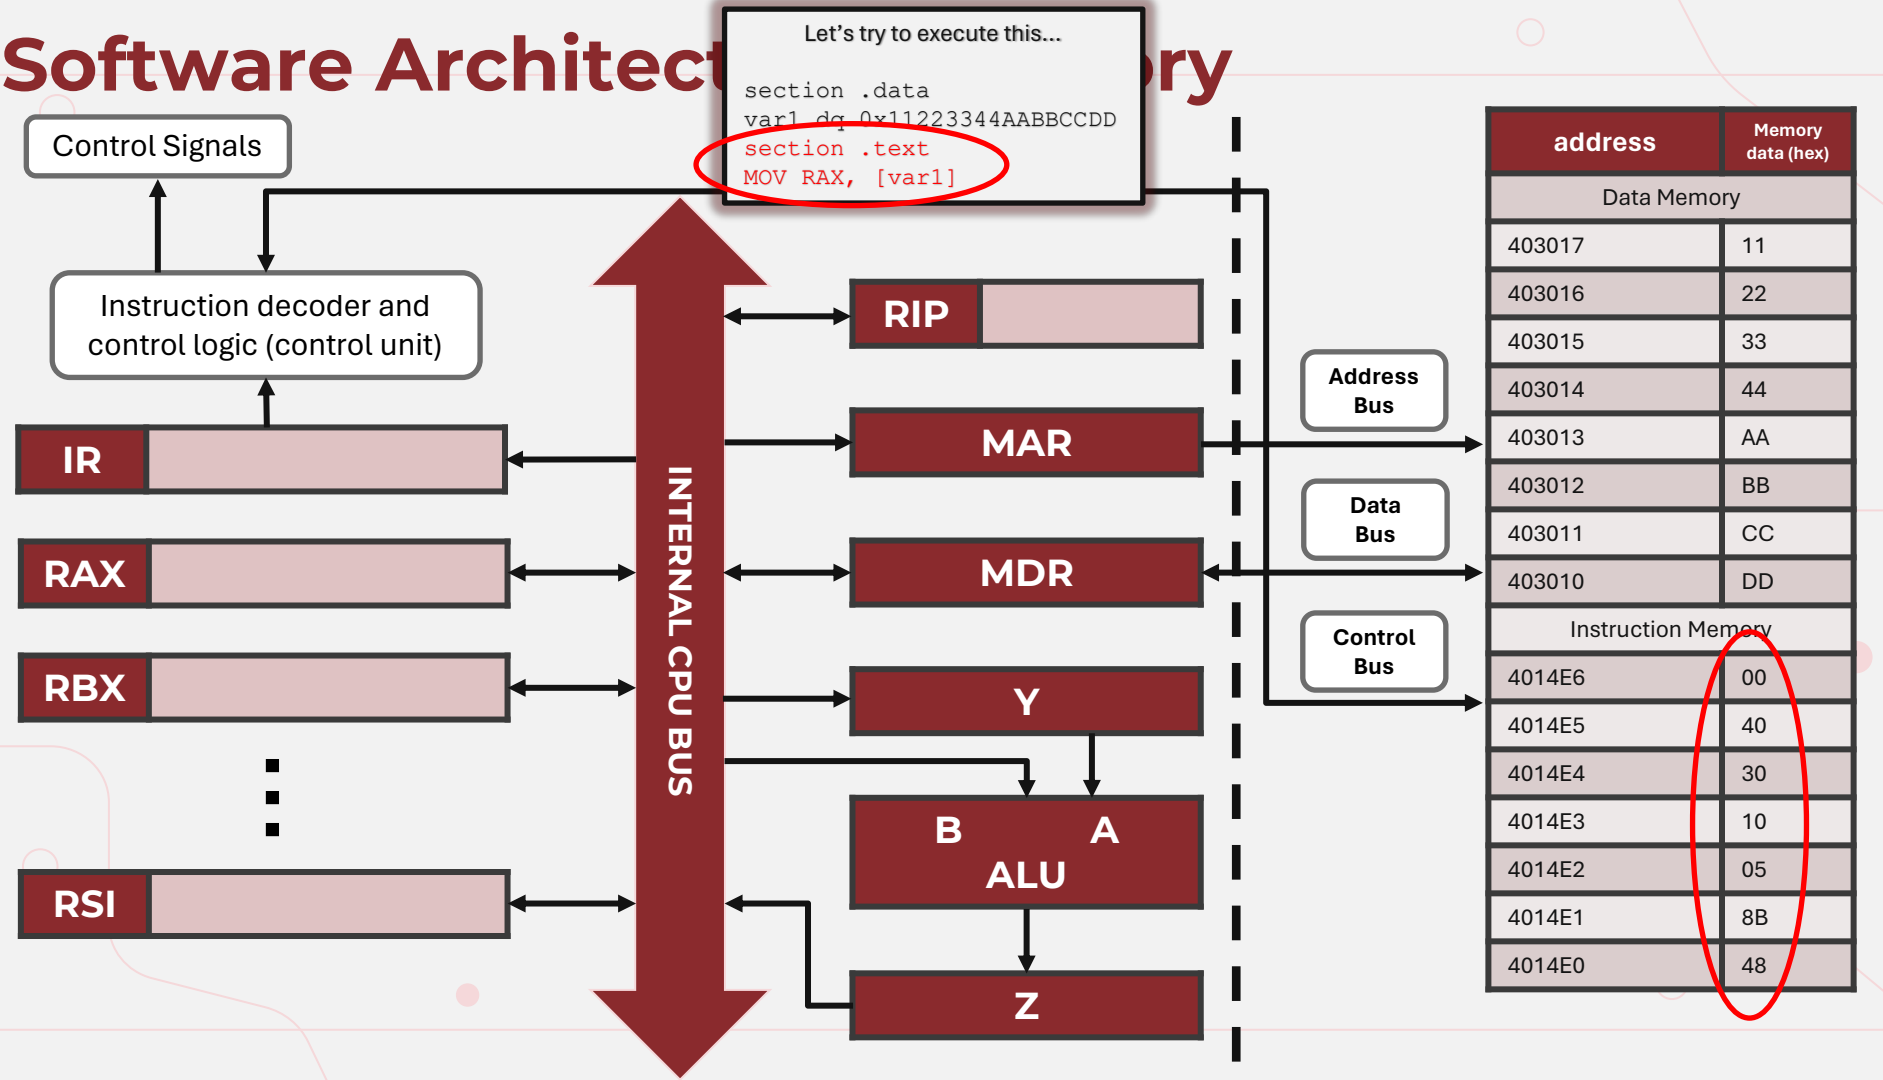 Software Architect
ry
Let's try to execute this...
section .data
var1 dq 0x11223344AABBCCDD
section .text
MOV RAX, [var1]
Control Signals
Instruction decoder and
control logic (control unit)
IR
RAX
RBX
RSI
INTERNAL CPU BUS
RIP
MAR
MDR
Y
B A
ALU
Z
Address
Bus
Data
Bus
Control
Bus
address Memory
data (hex)
Data Memory
403017 11
403016 22
403015 33
403014 44
403013 AA
403012 BB
403011 CC
403010 DD
Instruction Memory
4014E6 00
4014E5 40
4014E4 30
4014E3 10
4014E2 05
4014E1 8B
4014E0 48